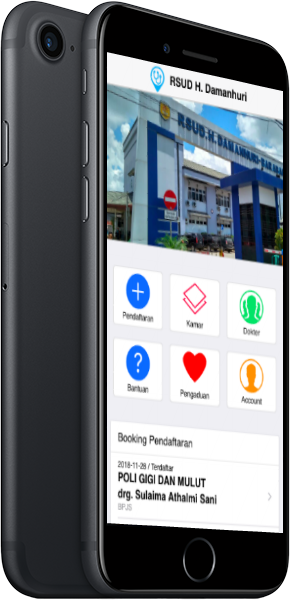 RSUD H. Damanhuri
RSUD.H.DAMANHURI-BARA
Pendaftaran
Kamar
Dokter
Bantuan
Pengaduan
Account
Booking Pendaftaran
2018-11-28 / Terdaftar
POLI GIGI DAN MULUT
drg. Sulaima Athalmi Sani
BPJS